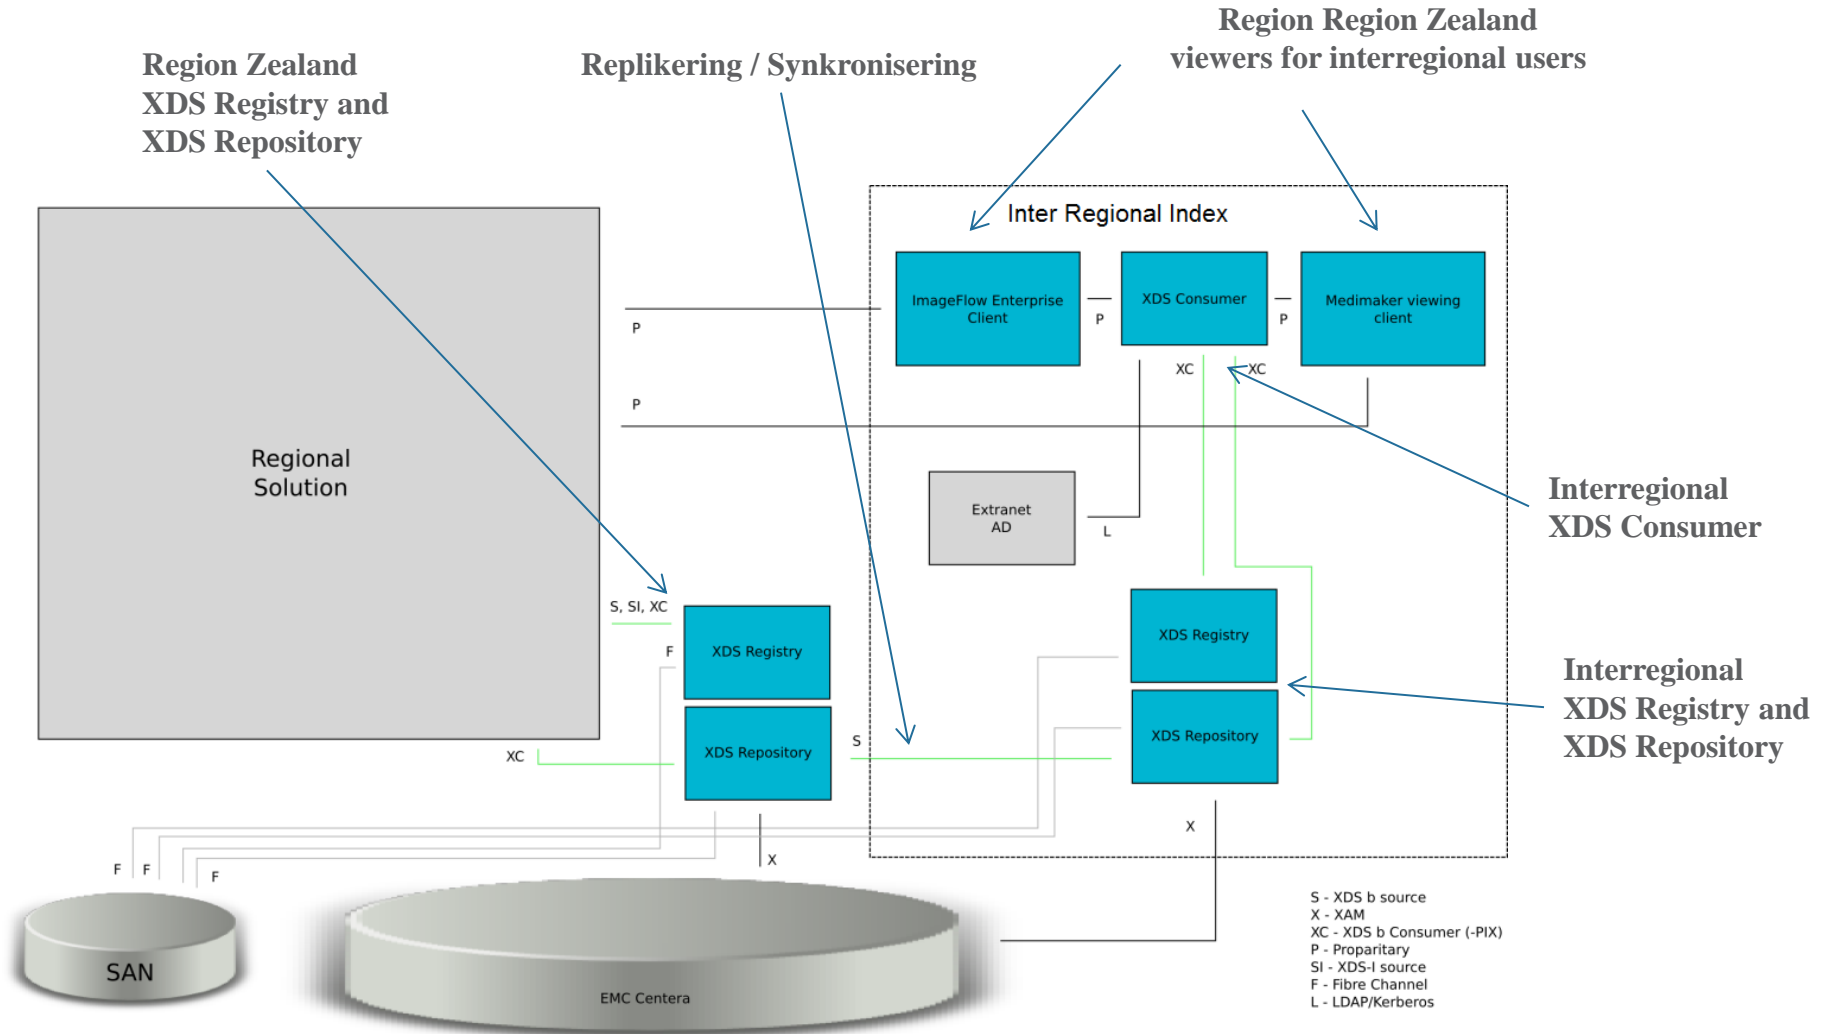 Region Region Zealand
viewers for interregional users
Region Zealand
XDS Registry and
XDS Repository
Replikering / Synkronisering
Inter Regional Index
ImageFlow Enterprise
Client
P
XDS Consumer
P
Medimaker viewing
client
P
P
XC
XC
Regional
Solution
Extranet
AD
L
Interregional
XDS Consumer
S, SI, XC
F
XDS Registry
XDS Repository
XC
S
XDS Registry
XDS Repository
Interregional
XDS Registry and
XDS Repository
X
X
F
F
F
SAN
EMC Centera
S - XDS b source
X - XAM
XC - XDS b Consumer (-PIX)
P - Proparitary
SI - XDS-I source
F - Fibre Channel
L - LDAP/Kerberos